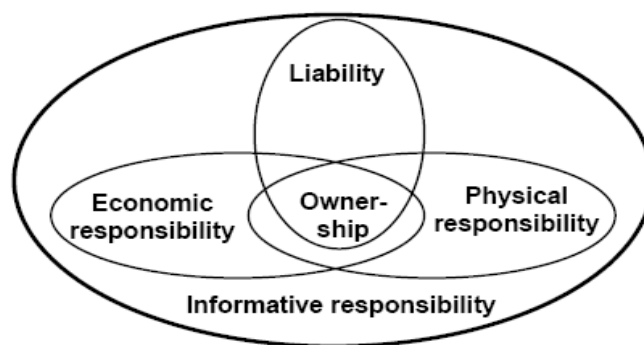 Liability
Economic
responsibility
Owner-
ship
Physical
responsibility
Informative responsibility